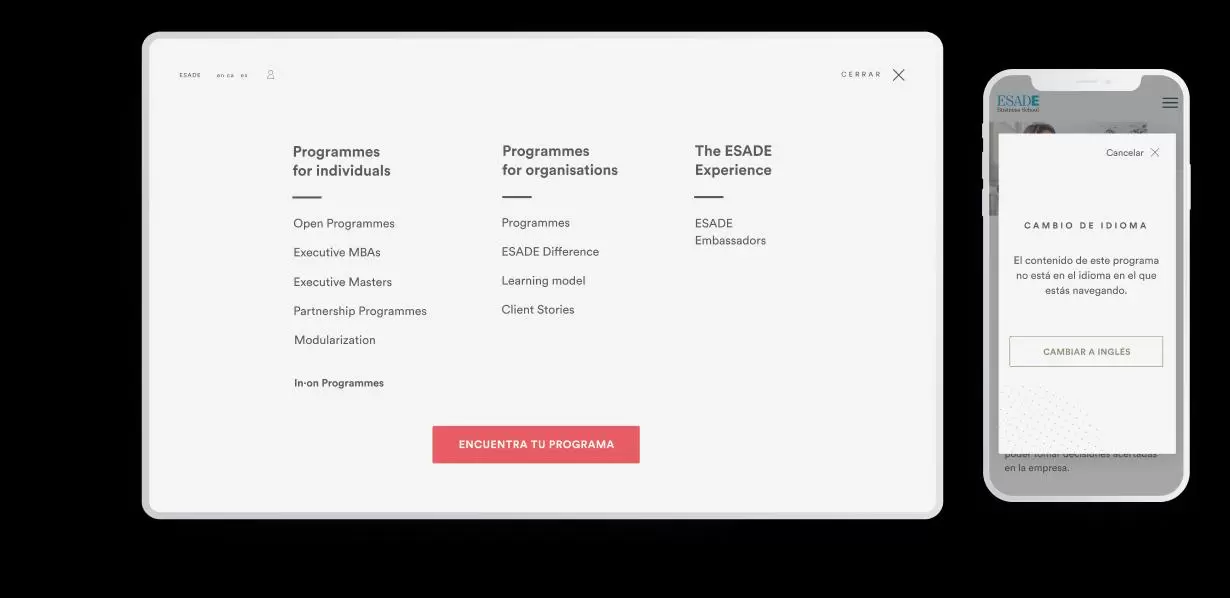 ESADE en ca es
CERRAR
Programmes
for individuals
Open Programmes
Executive MBAs
Executive Masters
Partnership Programmes
Modularization
In·on Programmes
Programmes
for organisations
Programmes
ESADE Difference
Learning model
Client Stories
The ESADE
Experience
ESADE
Embassadors
ENCUENTRA TU PROGRAMA
ESADE
Business School
Cancelar
CAMBIO DE IDIOMA
El contenido de este programa
no está en el idioma en el que
estás navegando.
CAMBIAR A INGLÉS
poder tomar decisiones acertadas
en la empresa.